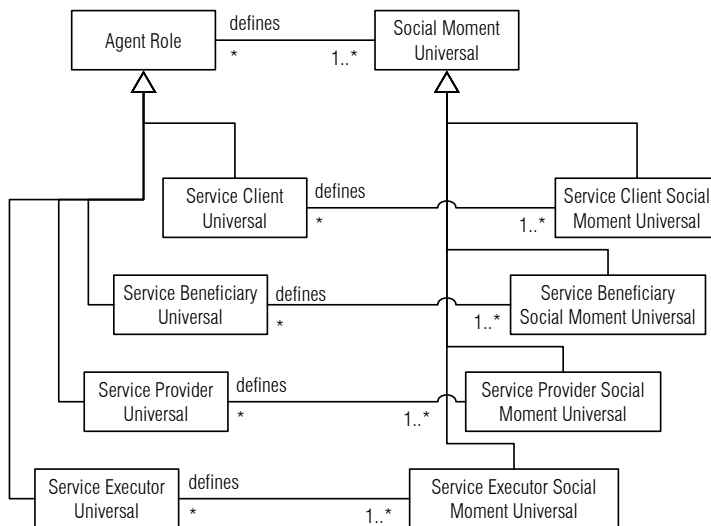 defines
Agent Role
Social Moment
Universal
*
1..*
Service Client
Universal
defines
*
1..*
Service Client Social
Moment Universal
Service Beneficiary
Universal
defines
*
1..*
Service Beneficiary
Social Moment Universal
Service Provider
Universal
defines
*
1..*
Service Provider Social
Moment Universal
Service Executor
Universal
defines
*
1..*
Service Executor Social
Moment Universal